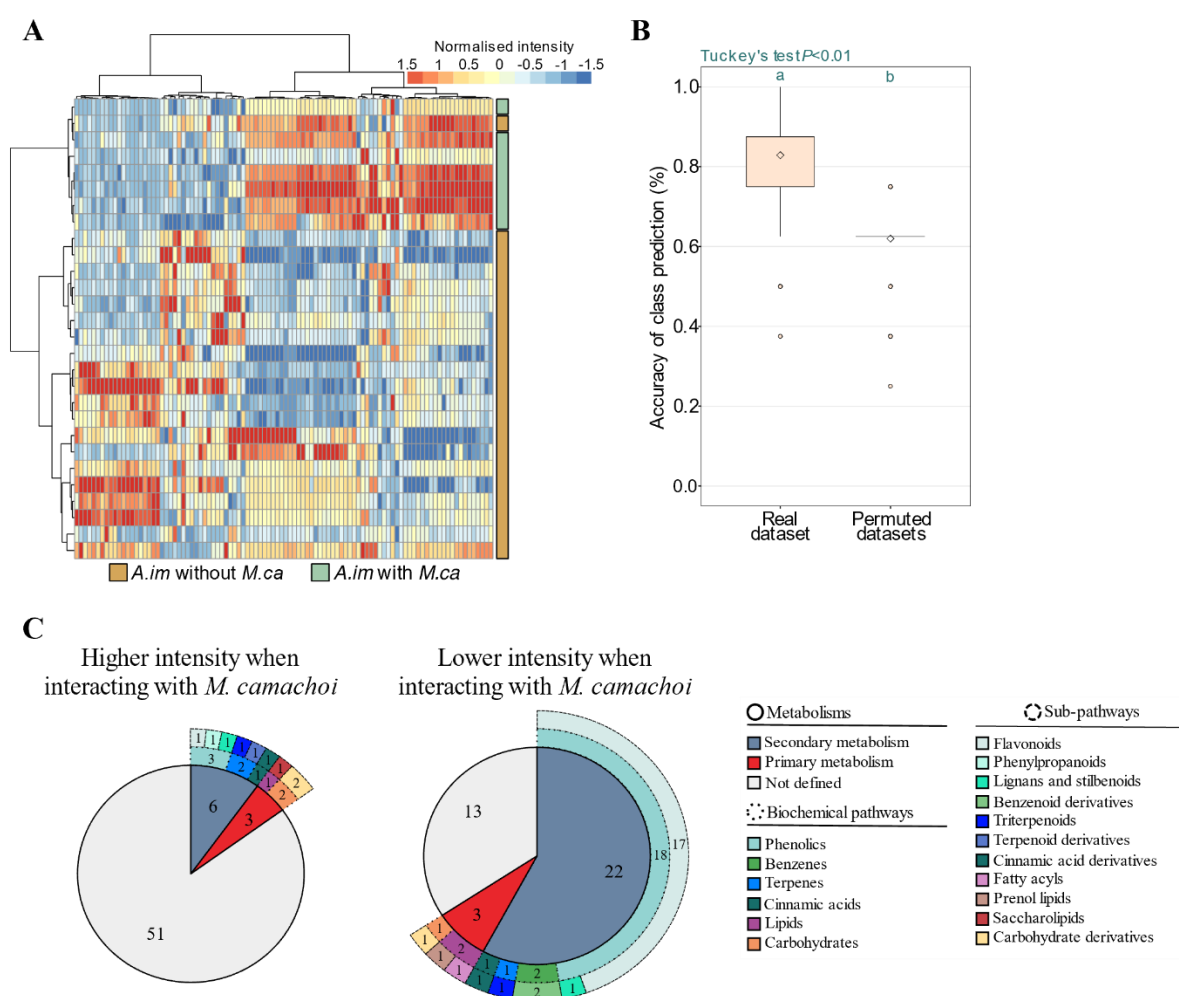 A
Normalised intensity
1.5 1 0.5 0 -0.5 -1 -1.5
A.im without M.ca
A.im with M.ca
B
Tuckey's test P<0.01
a b
Accuracy of class prediction (%)
1.0
0.8
0.6
0.4
0.2
0.0
Real
dataset
Permuted
datasets
C
Higher intensity when
interacting with M. camachoi
1 1 1 1 1 1 1 2
3 2 1 1 2
6
3
51
Lower intensity when
interacting with M. camachoi
13
22
18
17
3
1 2 1 1 2
1 1 1 1 1 2 1
Metabolisms
Secondary metabolism
Primary metabolism
Not defined
Biochemical pathways
Phenolics
Benzenes
Terpenes
Cinnamic acids
Lipids
Carbohydrates
Sub-pathways
Flavonoids
Phenylpropanoids
Lignans and stilbenoids
Benzenoid derivatives
Triterpenoids
Terpenoid derivatives
Cinnamic acid derivatives
Fatty acyls
Prenol lipids
Saccharolipids
Carbohydrate derivatives